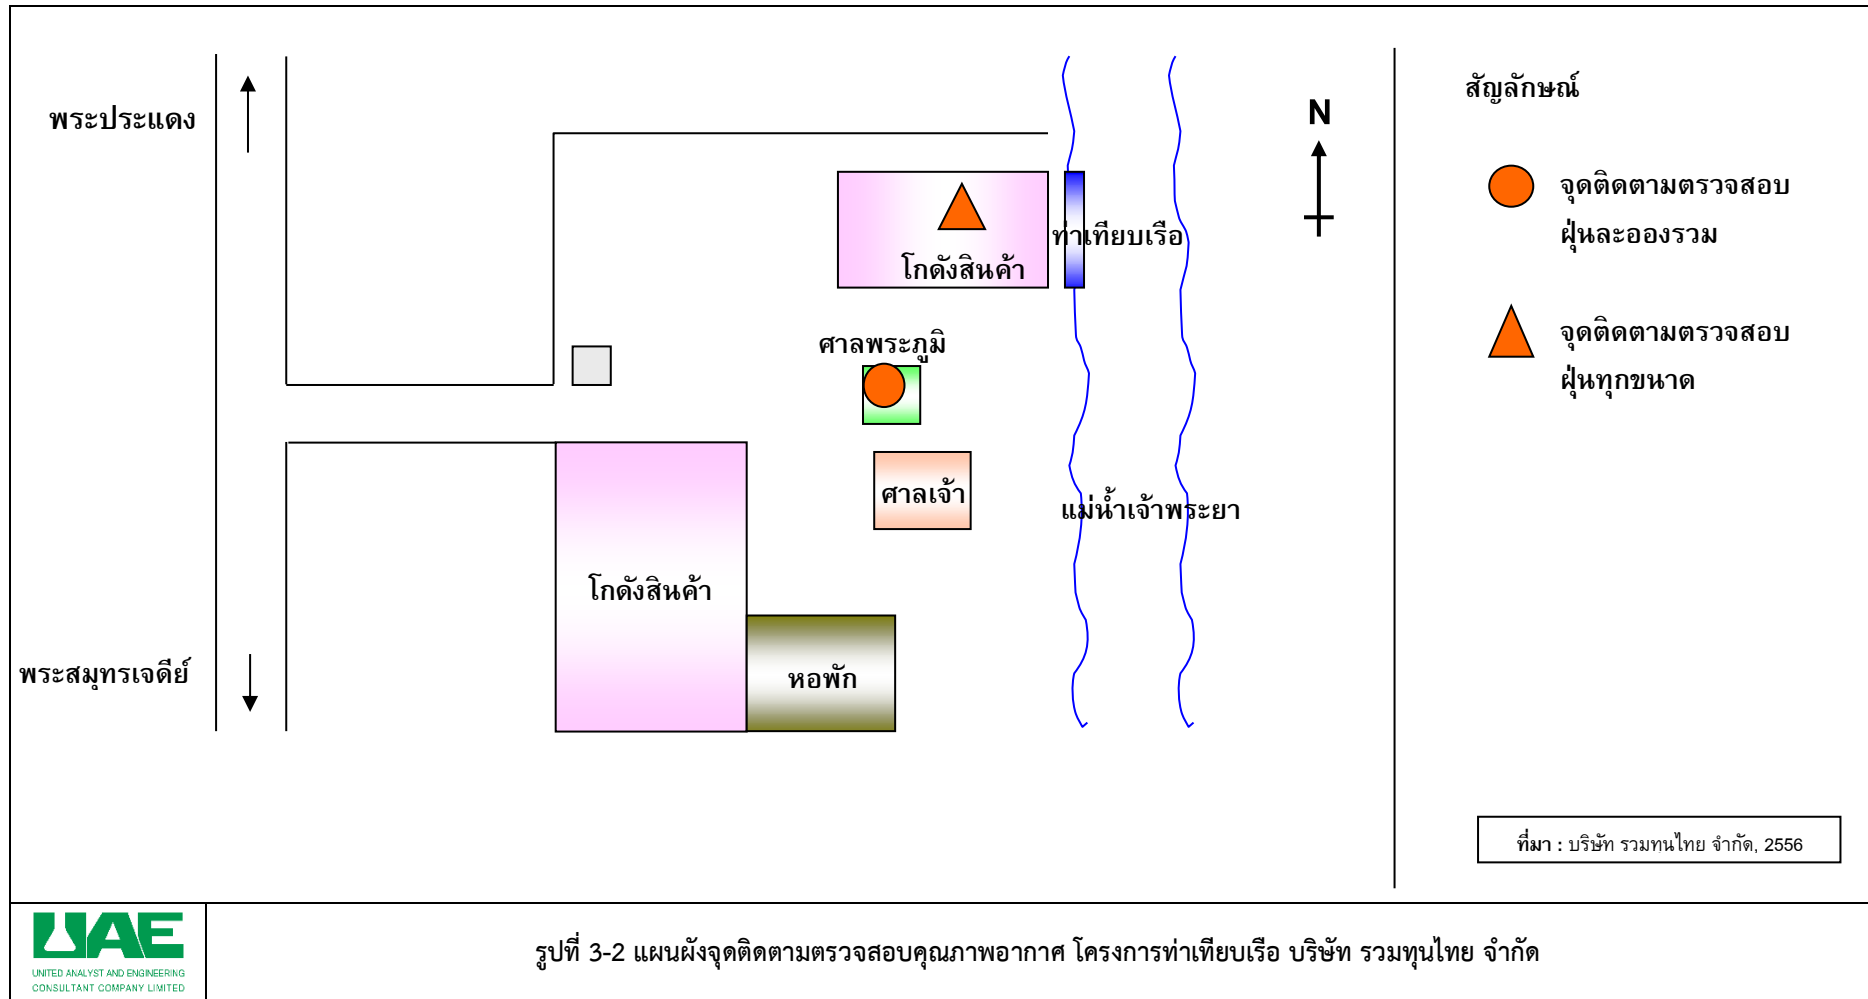 พระประแดง
N
สัญลักษณ์
จุดติดตามตรวจสอบ
ฝุ่นละอองรวม
ท่าเทียบเรือ
โกดังสินค้า
จุดติดตามตรวจสอบ
ฝุ่นทุกขนาด
ศาลพระภูมิ
ศาลเจ้า
แม่น้ำเจ้าพระยา
โกดังสินค้า
พระสมุทรเจดีย์
หอพัก
ที่มา : บริษัท รวมทนไทย จำกัด, 2556
UAE
UNITED ANALYST AND ENGINEERING
CONSULTANT COMPANY LIMITED
รูปที่ 3-2 แผนผังจุดติดตามตรวจสอบคุณภาพอากาศ โครงการท่าเทียบเรือ บริษัท รวมทุนไทย จำกัด